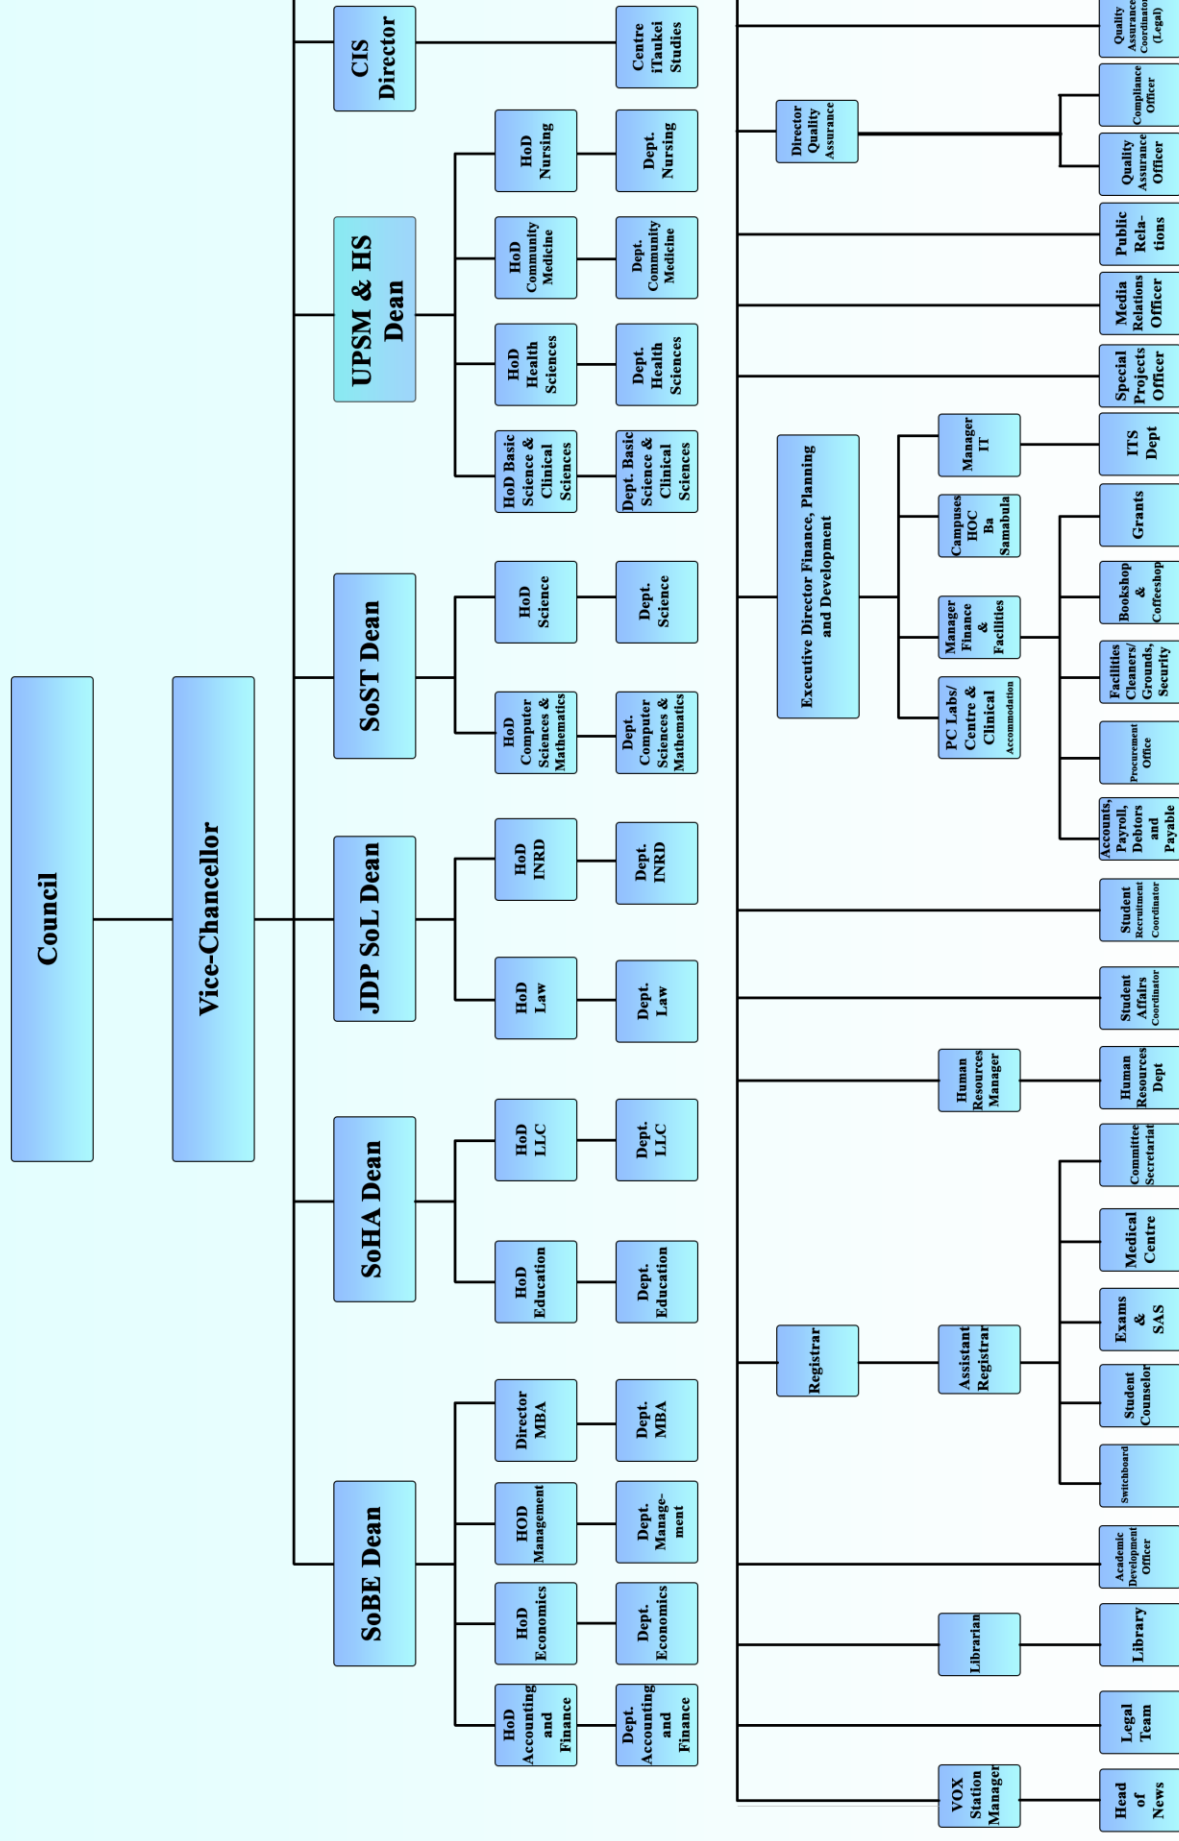 Council
Vice-Chancellor
SoBE Dean
SoHA Dean
JDP SoL Dean
SoST Dean
UPSM & HS
Dean
CIS
Director
HoD
Accounting
and
Finance
HoD
Economics
HOD
Management
Director
MBA
HoD
Education
HoD
LLC
HoD
Law
HoD
INRD
HoD
Computer
Sciences &
Mathematics
HoD
Science
HoD Basic
Science &
Clinical
Sciences
HoD
Health
Sciences
HoD
Community
Medicine
HoD
Nursing
Dept.
Accounting
and
Finance
Dept.
Economics
Dept.
Manage-
ment
Dept.
MBA
Dept.
Education
Dept.
LLC
Dept.
Law
Dept.
INRD
Dept.
Computer
Sciences &
Mathematics
Dept.
Science
Dept. Basic
Science &
Clinical
Sciences
Dept.
Health
Sciences
Dept.
Community
Medicine
Dept.
Nursing
Centre
iTaukei
Studies
Registrar
Executive Director Finance, Planning
and Development
Director
Quality
Assurance
VOX
Station
Manager
Librarian
Assistant
Registrar
Human
Resources
Manager
PC Labs/
Centre &
Clinical
Accommodation
Manager
Finance
&
Facilities
Campuses
HOC
Ba
Samabula
Manager
IT
Head
of
News
Legal
Team
Library
Academic
Development
Officer
Switchboard
Student
Counselor
Exams
&
SAS
Medical
Centre
Committee
Secretariat
Human
Resources
Dept
Student
Affairs
Coordinator
Student
Recruitment
Coordinator
Accounts,
Payroll,
Debtors
and
Payable
Procurement
Office
Facilities
Cleaners/
Grounds,
Security
Bookshop
&
Coffeeshop
Grants
ITS
Dept
Special
Projects
Officer
Media
Relations
Officer
Public
Rela-
tions
Quality
Assurance
Officer
Compliance
Officer
Quality
Assurance
Coordinator
(Legal)